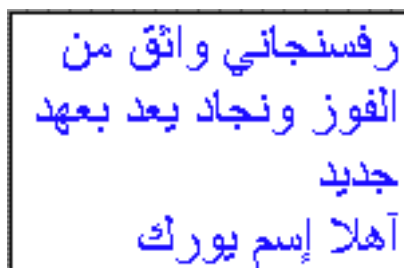 رفسنجاني واثق من
الفوز ونجاد يعد بعهد
جديد
آهلا إسم يورك